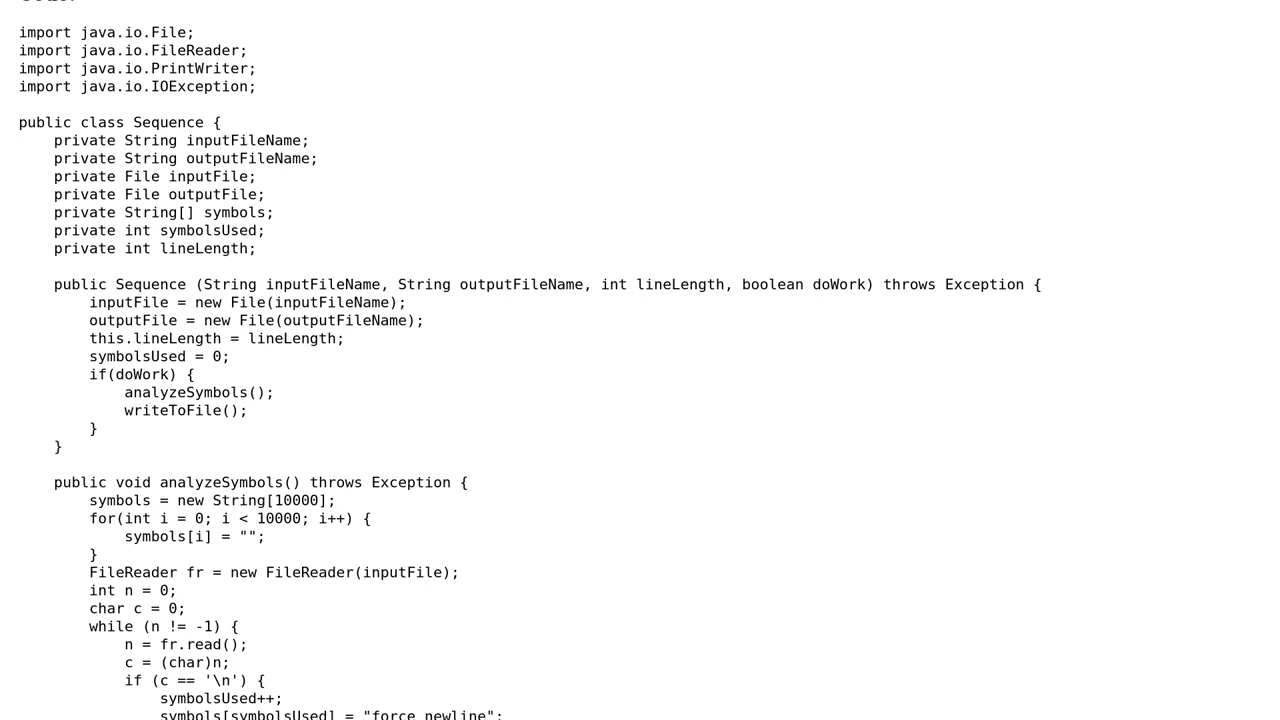 import java.io.File;
import java.io.FileReader;
import java.io.PrintWriter;
import java.io.IOException;

public class Sequence {
    private String inputFileName;
    private String outputFileName;
    private File inputFile;
    private File outputFile;
    private String[] symbols;
    private int symbolsUsed;
    private int lineLength;

    public Sequence (String inputFileName, String outputFileName, int lineLength, boolean doWork) throws Exception {
        inputFile = new File(inputFileName);
        outputFile = new File(outputFileName);
        this.lineLength = lineLength;
        symbolsUsed = 0;
        if(doWork) {
            analyzeSymbols();
            writeToFile();
        }
    }

    public void analyzeSymbols() throws Exception {
        symbols = new String[10000];
        for(int i = 0; i < 10000; i++) {
            symbols[i] = "";
        }
        FileReader fr = new FileReader(inputFile);
        int n = 0;
        char c = 0;
        while (n != -1) {
            n = fr.read();
            c = (char)n;
            if (c == '\n') {
                symbolsUsed++;
                symbols[symbolsUsed] = "force newline";